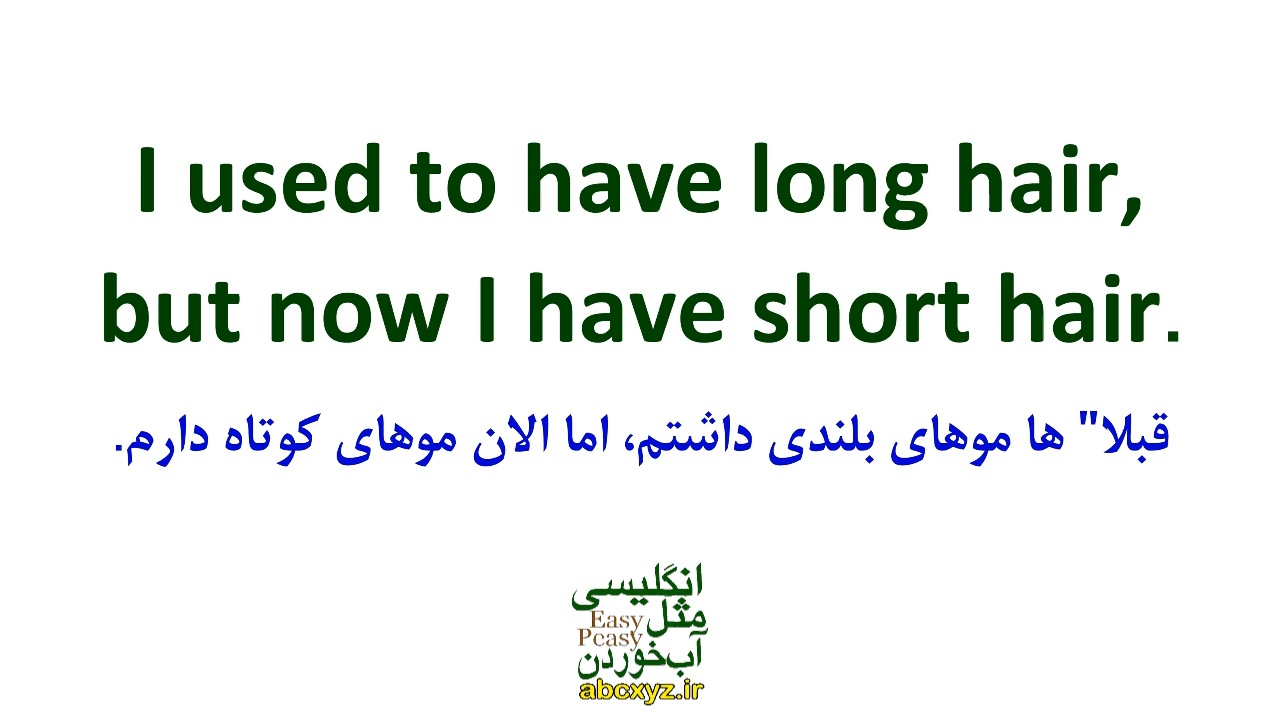 I used to have long hair,
but now I have short hair.
قبلا" ها موهای بلندی داشتم، اما الان موهای کوتاه دارم.
انگلیسی
مثل
Easy
Peasy
آب‌خوردن
abcxyz.ir